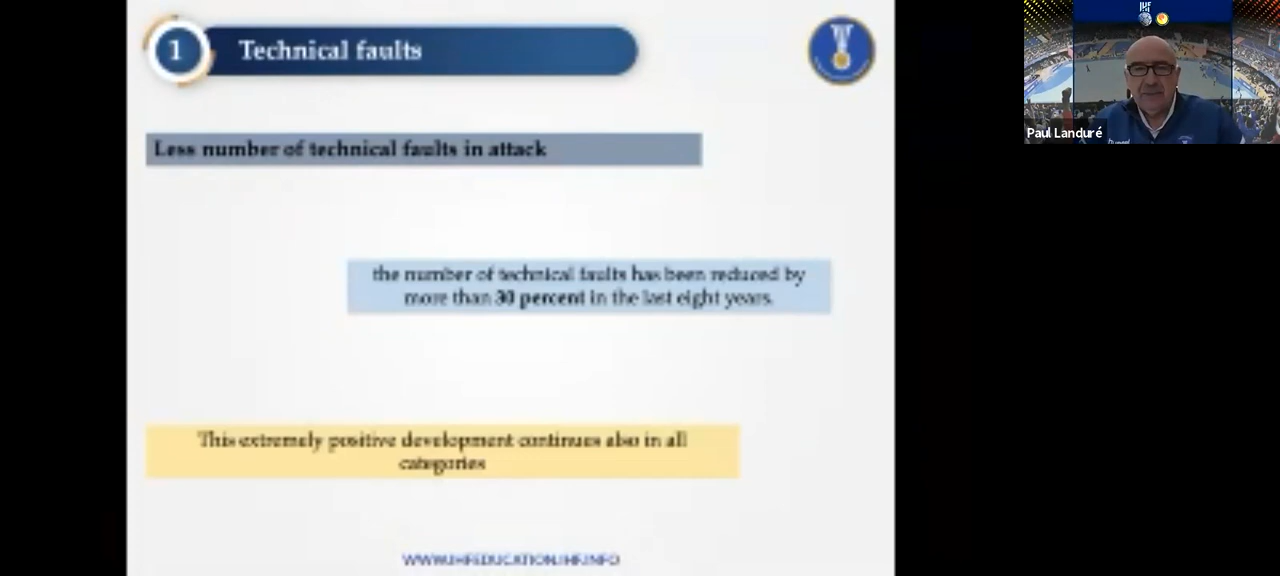 1
Technical faults
Less number of technical faults in attack
the number of technical faults has been reduced by
more than 30 percent in the last eight years.
This extremely positive development continues also in all
categories
WWW.IHFEDUCATION.IHF.INFO
IHF
Paul Landuré